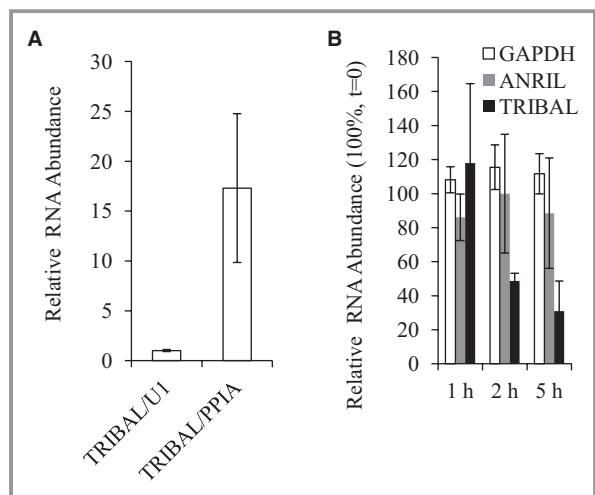 A
Relative RNA Abundance
30
25
20
15
10
5
0
TRIBAL/U1
TRIBAL/PPIA
B
Relative RNA Abundance (100%, t=0)
180
160
140
120
100
80
60
40
20
0
GAPDH
ANRIL
TRIBAL
1 h 2 h 5 h